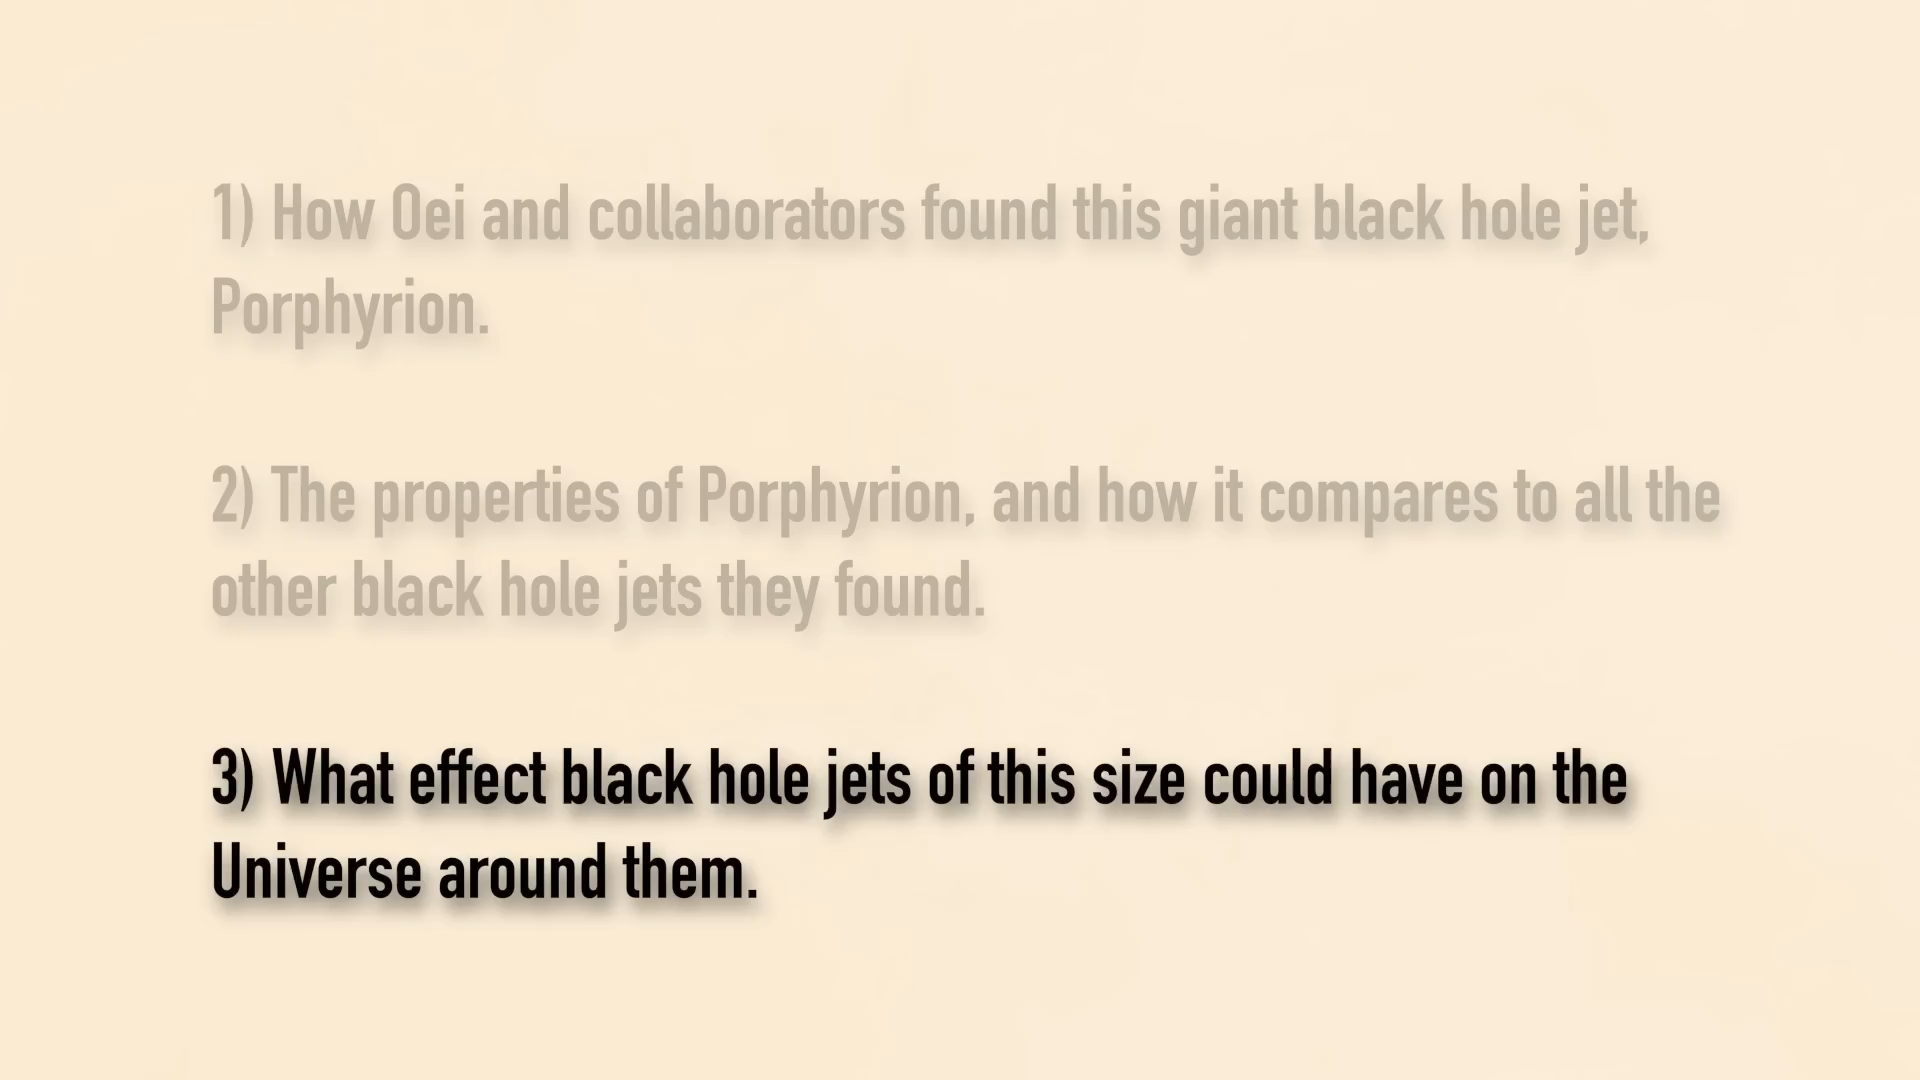 1) How Oei and collaborators found this giant black hole jet,
Porphyrion.
2) The properties of Porphyrion, and how it compares to all the
other black hole jets they found.
3) What effect black hole jets of this size could have on the
Universe around them.